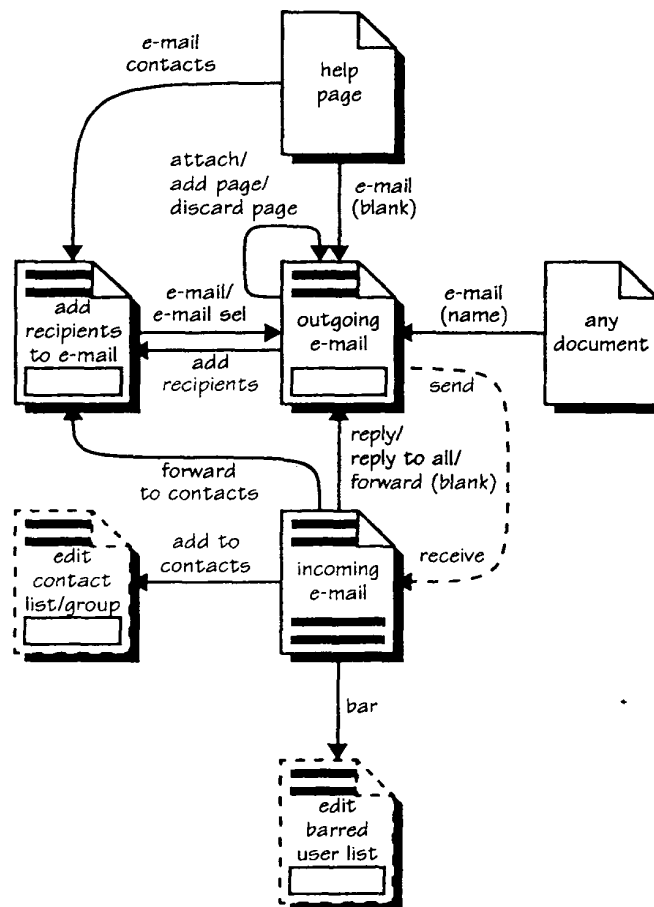 e-mail
contacts
help
page
attach/
add page/
discard page
e-mail
(blank)
add
recipients
to e-mail
e-mail/
e-mail sel
add
recipients
outgoing
e-mail
e-mail
(name)
any
document
send
forward
to contacts
reply/
reply to all/
forward (blank)
edit
contact
list/group
add to
contacts
incoming
e-mail
receive
bar
edit
barred
user list